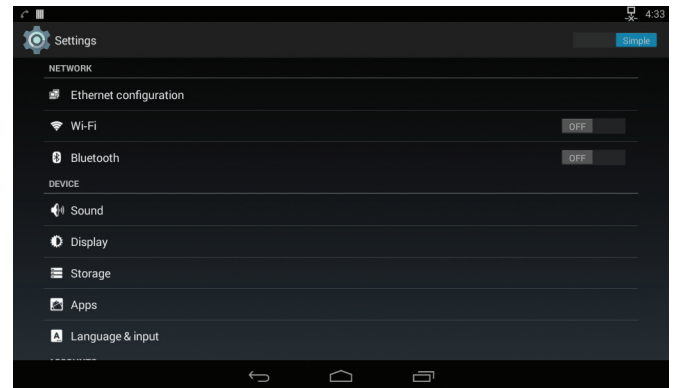 4:33
Settings
Simple
NETWORK
Ethernet configuration
Wi-Fi OFF
Bluetooth OFF
DEVICE
Sound
Display
Storage
Apps
A Language & input